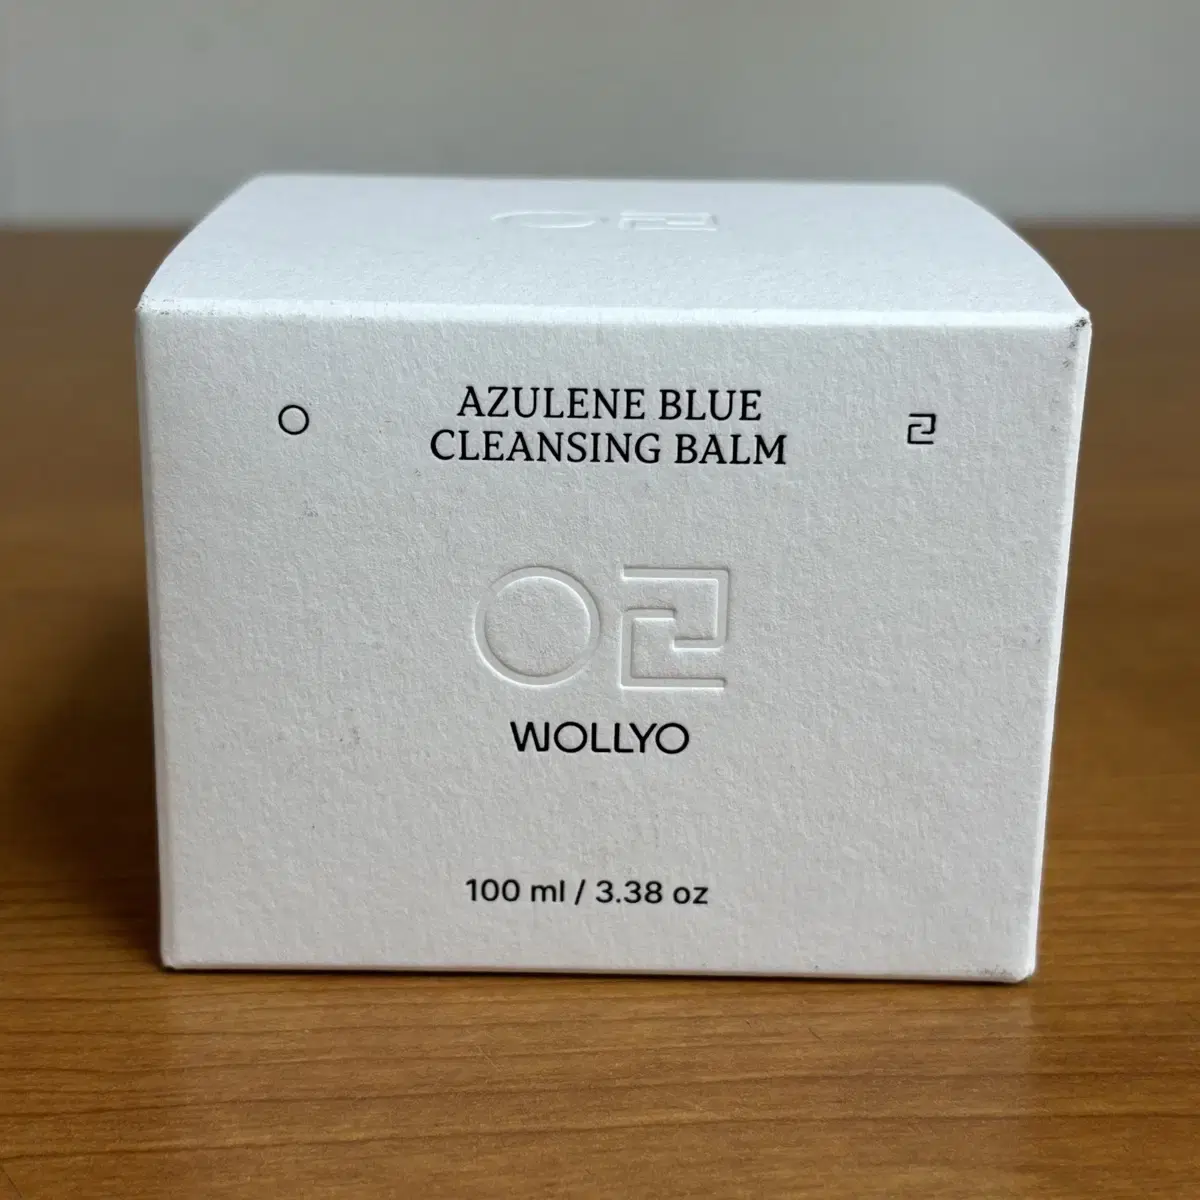 AZULENE BLUE
CLEANSING BALM
WOLLYO
100 ml / 3.38 oz